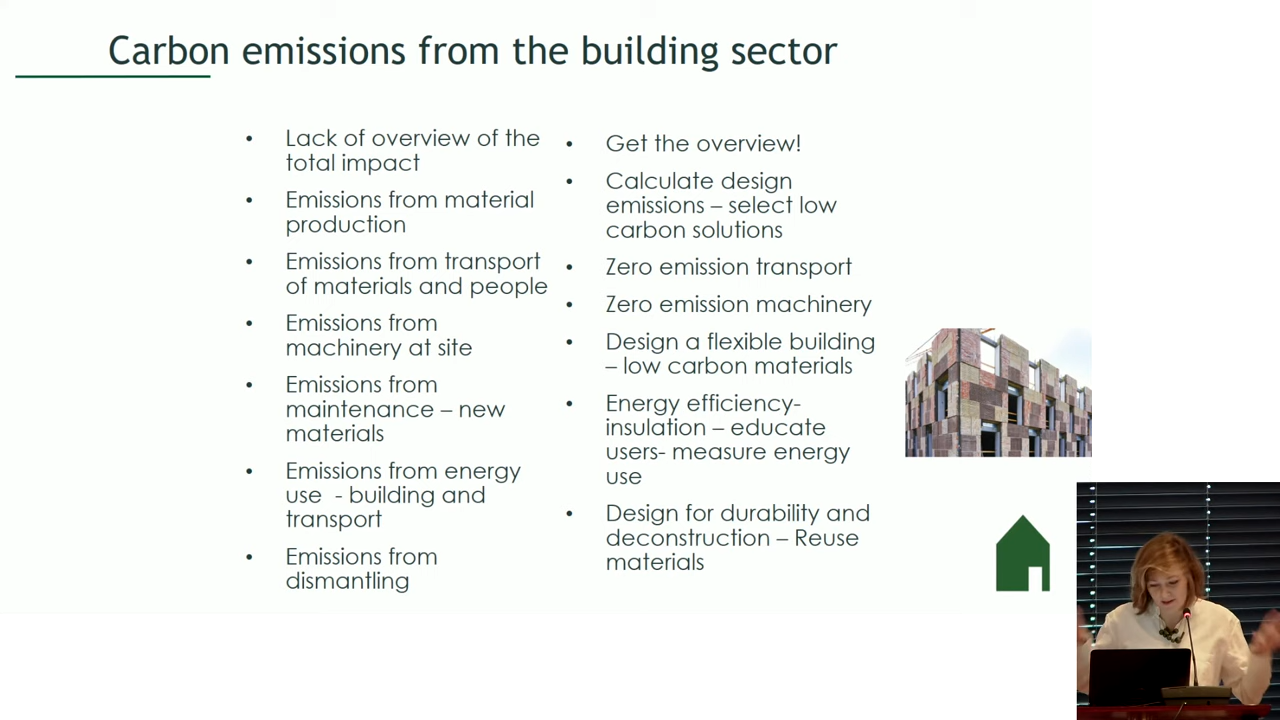 Carbon emissions from the building sector
• Lack of overview of the
total impact
• Emissions from material
production
• Emissions from transport
of materials and people
• Emissions from
machinery at site
• Emissions from
maintenance – new
materials
• Emissions from energy
use - building and
transport
• Emissions from
dismantling
• Get the overview!
• Calculate design
emissions – select low
carbon solutions
• Zero emission transport
• Zero emission machinery
• Design a flexible building
– low carbon materials
• Energy efficiency-
insulation – educate
users- measure energy
use
• Design for durability and
deconstruction – Reuse
materials